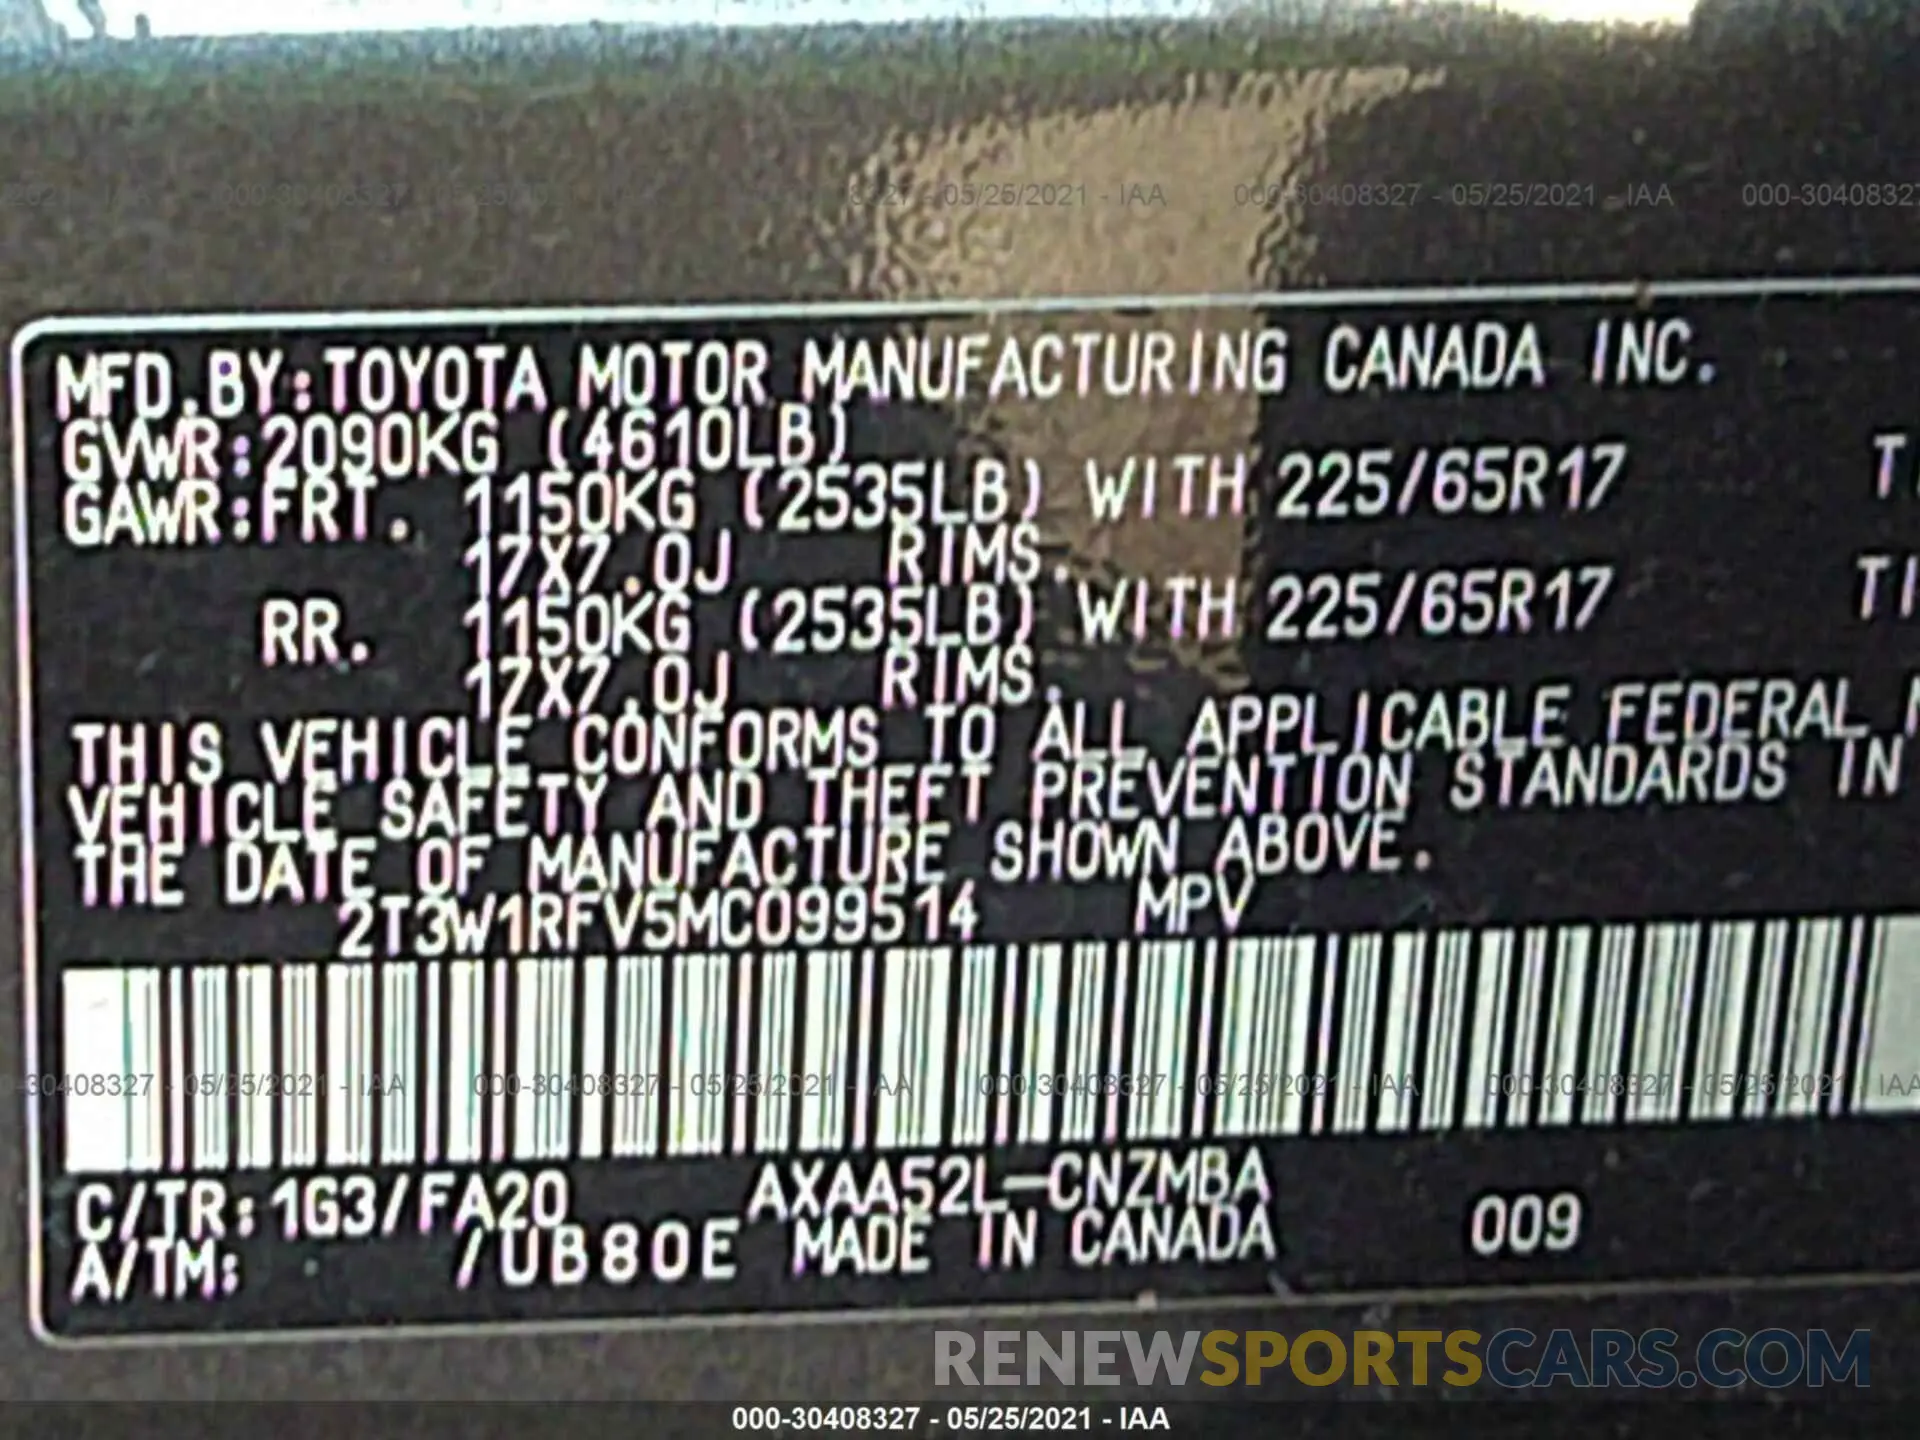 2021 - IAA 000-30408327 - 05/25/2021 - IAA 8327 - 05/25/2021 - IAA 000-30408327 - 05/25/2021 - IAA 000-3040832
MFD.BY:TOYOTA MOTOR MANUFACTURING CANADA INC.
GVWR:2090KG (4610LB)
GAWR:FRT. 1150KG (2535LB) WITH 225/65R17
17X7.0J RIMS.
RR. 1150KG (2535LB) WITH 225/65R17 TI
17X7.0J RIMS.
THIS VEHICLE CONFORMS TO ALL APPLICABLE FEDERAL
VEHICLE SAFETY AND THEFT PREVENTION STANDARDS IN
THE DATE OF MANUFACTURE SHOWN ABOVE.
2T3W1RFV5MC099514 MPV
-30408327 - 05/25/2021 - IAA 000-30408327 - 05/25/2021 - IAA 000-30408327 - 05/25/2021 - IAA 000-30408327 - 05/25/2021 - IAA
C/TR:1G3/FA20 AXAA52L-CNZMBA
A/TM: /UB80E MADE IN CANADA 009
RENEWSPORTSCARS.COM
000-30408327 - 05/25/2021 - IAA